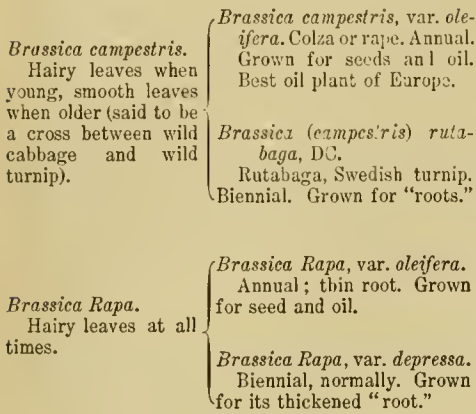 Brassica campestris.
Hairy leaves when
young, smooth leaves
when older (said to be
a cross between wild
cabbage and wild
turnip).
Brassica campestris, var. ole-
ifera. Colza or rape. Annual.
Grown for seeds an l oil.
Best oil plant of Europe.
Brassica (campestris) ruta-
baga, DC.
Rutabaga, Swedish turnip.
Biennial. Grown for "roots."
Brassica Rapa.
Hairy leaves at all
times.
Brassica Rapa, var. oleifera.
Annual; thin root. Grown
for seed and oil.
Brassica Rapa, var. depressa.
Biennial, normally. Grown
for its thickened "root."